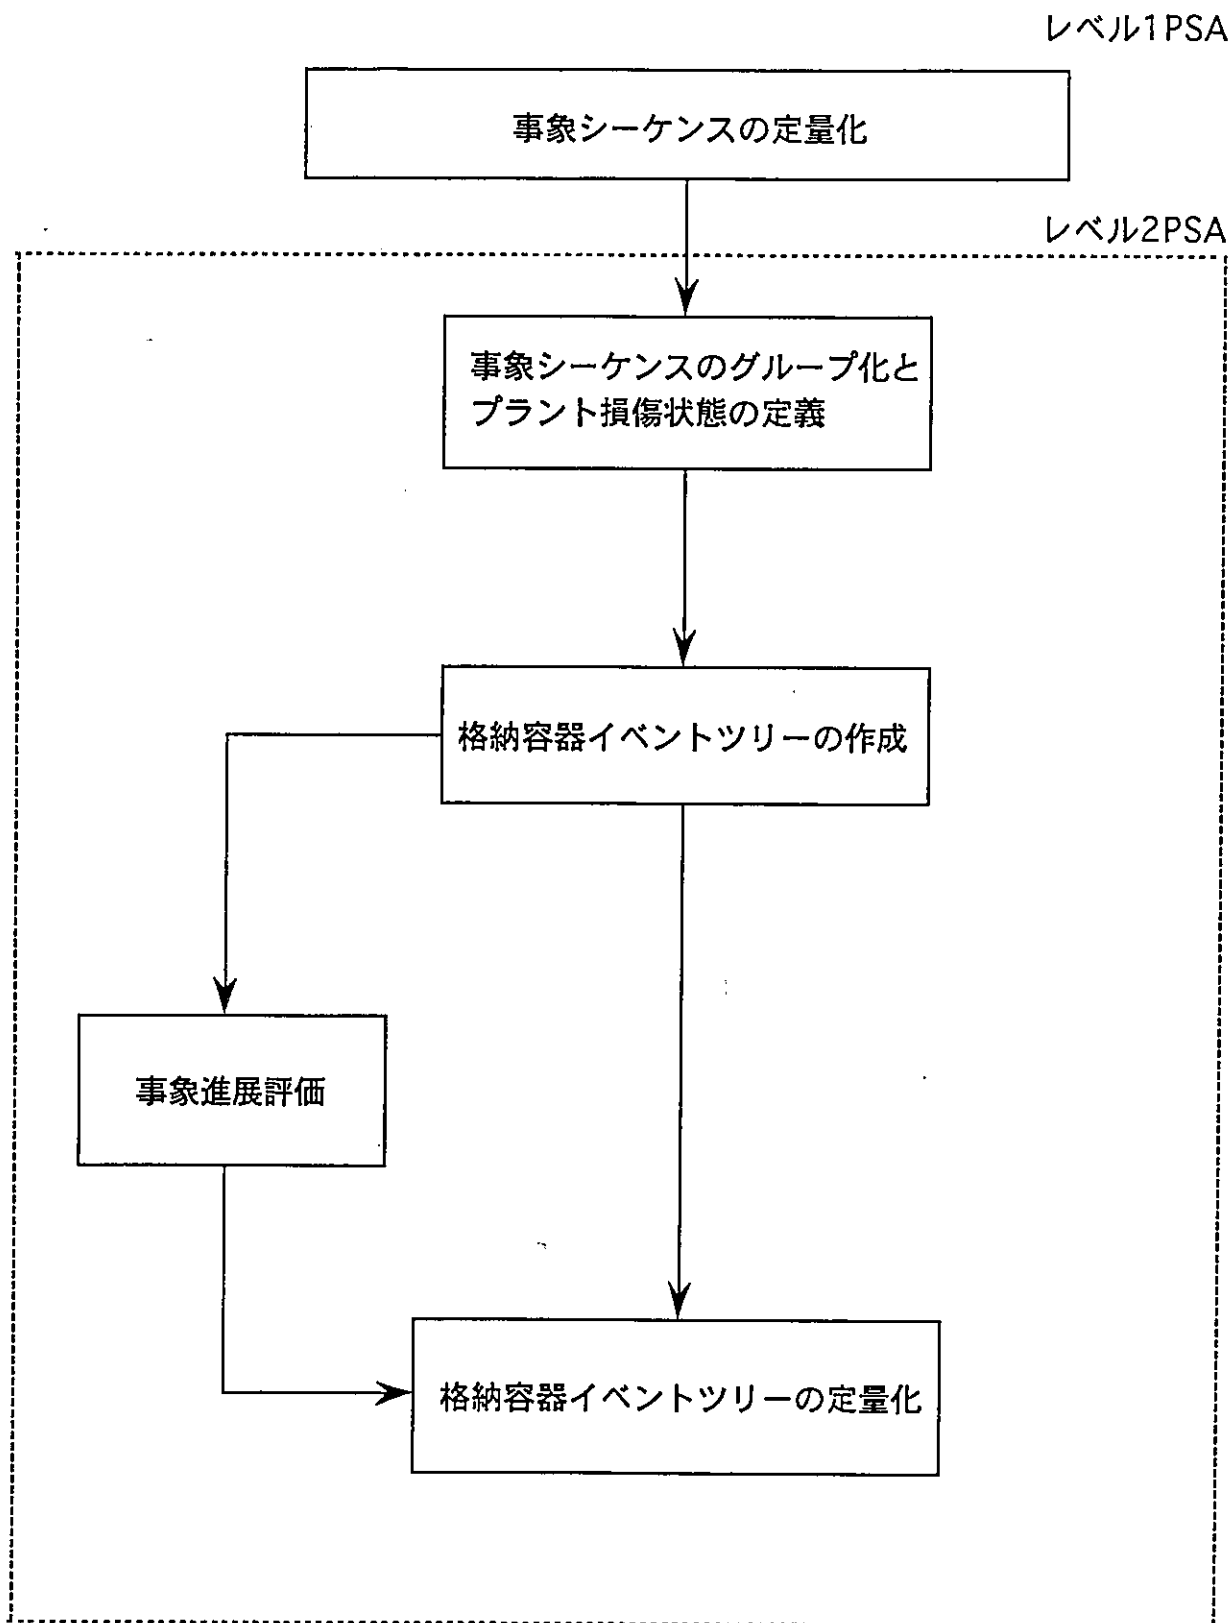 レベル1PSA
事象シーケンスの定量化
レベル2PSA
事象シーケンスのグループ化と
プラント損傷状態の定義
格納容器イベントツリーの作成
事象進展評価
格納容器イベントツリーの定量化